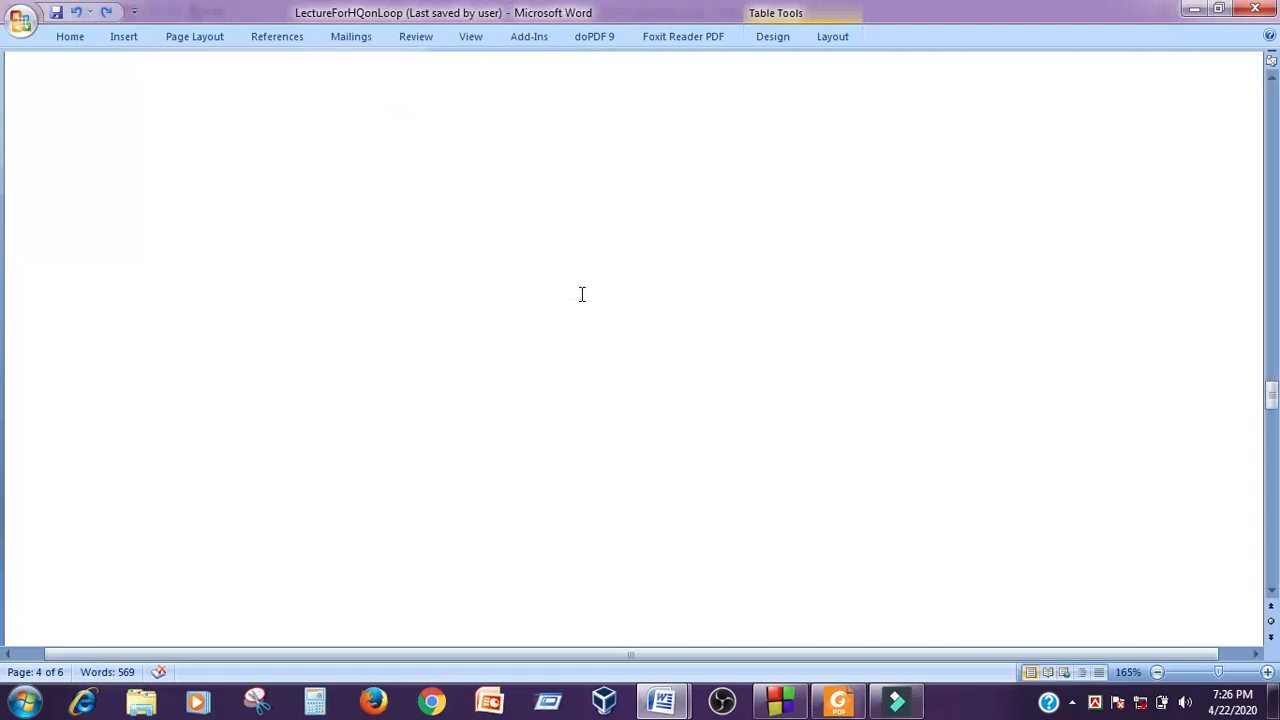 LectureForHQonLoop (Last saved by user) - Microsoft Word
Table Tools
Home Insert Page Layout References Mailings Review View Add-Ins doPDF 9 Foxit Reader PDF Design Layout
Page: 4 of 6 Words: 569
165%
7:26 PM
4/22/2020